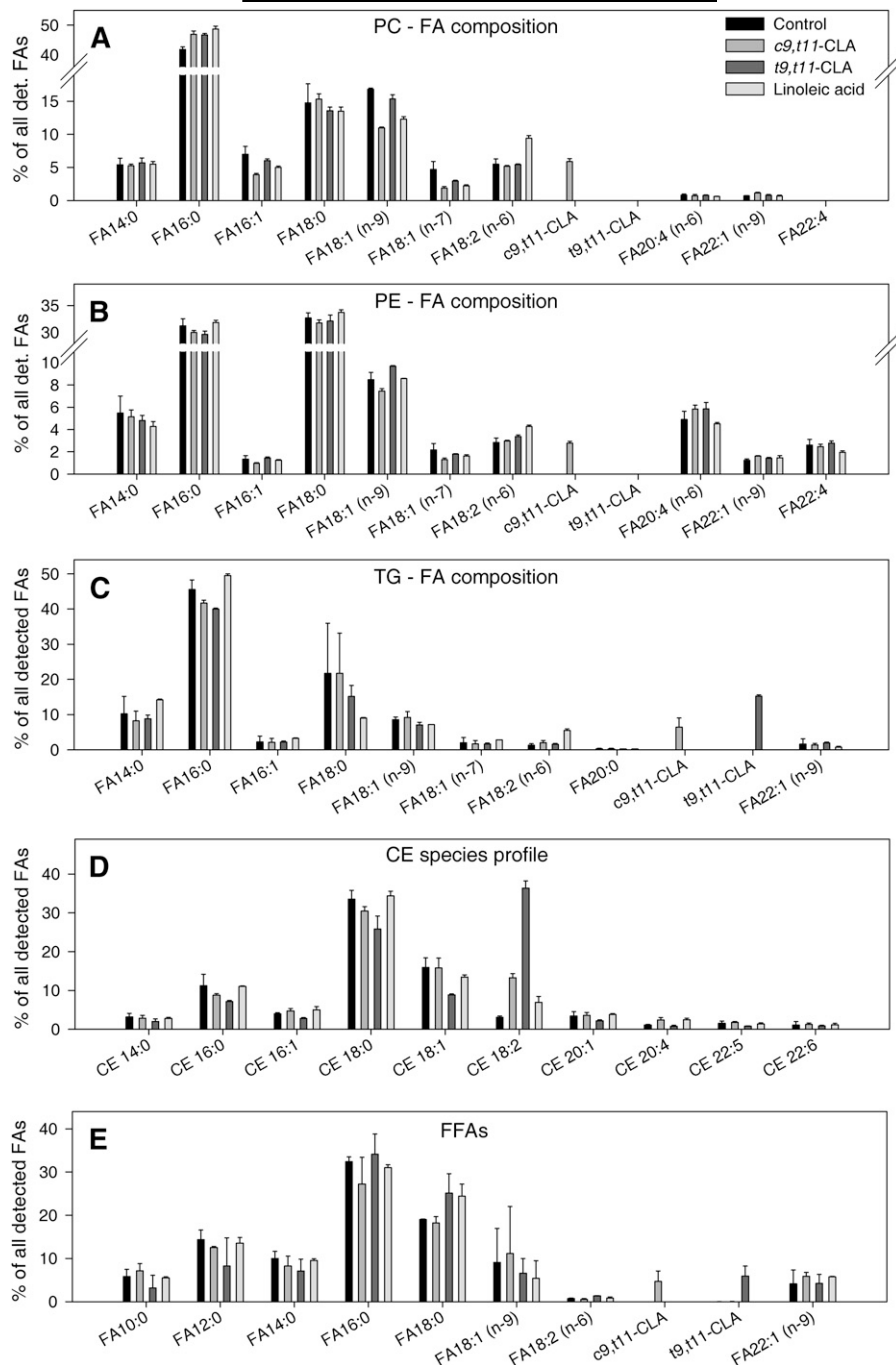 A
PC - FA composition
% of all det. FAs
50
40
15
10
5
0
Control
c9,t11-CLA
t9,t11-CLA
Linoleic acid
FA14:0 FA16:0 FA16:1 FA18:0 FA18:1 (n-9) FA18:1 (n-7) FA18:2 (n-6) c9,t11-CLA t9,t11-CLA FA20:4 (n-6) FA22:1 (n-9) FA22:4
B
PE - FA composition
% of all det. FAs
35
30
10
8
6
4
2
0
FA14:0 FA16:0 FA16:1 FA18:0 FA18:1 (n-9) FA18:1 (n-7) FA18:2 (n-6) c9,t11-CLA t9,t11-CLA FA20:4 (n-6) FA22:1 (n-9) FA22:4
C
TG - FA composition
% of all detected FAs
50
40
30
20
10
0
FA14:0 FA16:0 FA16:1 FA18:0 FA18:1 (n-9) FA18:1 (n-7) FA18:2 (n-6) FA20:0 c9,t11-CLA t9,t11-CLA FA22:1 (n-9)
D
CE species profile
% of all detected FAs
40
30
20
10
0
CE 14:0 CE 16:0 CE 16:1 CE 18:0 CE 18:1 CE 18:2 CE 20:1 CE 20:4 CE 22:5 CE 22:6
E
FFAs
% of all detected FAs
40
30
20
10
0
FA10:0 FA12:0 FA14:0 FA16:0 FA18:0 FA18:1 (n-9) FA18:2 (n-6) c9,t11-CLA t9,t11-CLA FA22:1 (n-9)